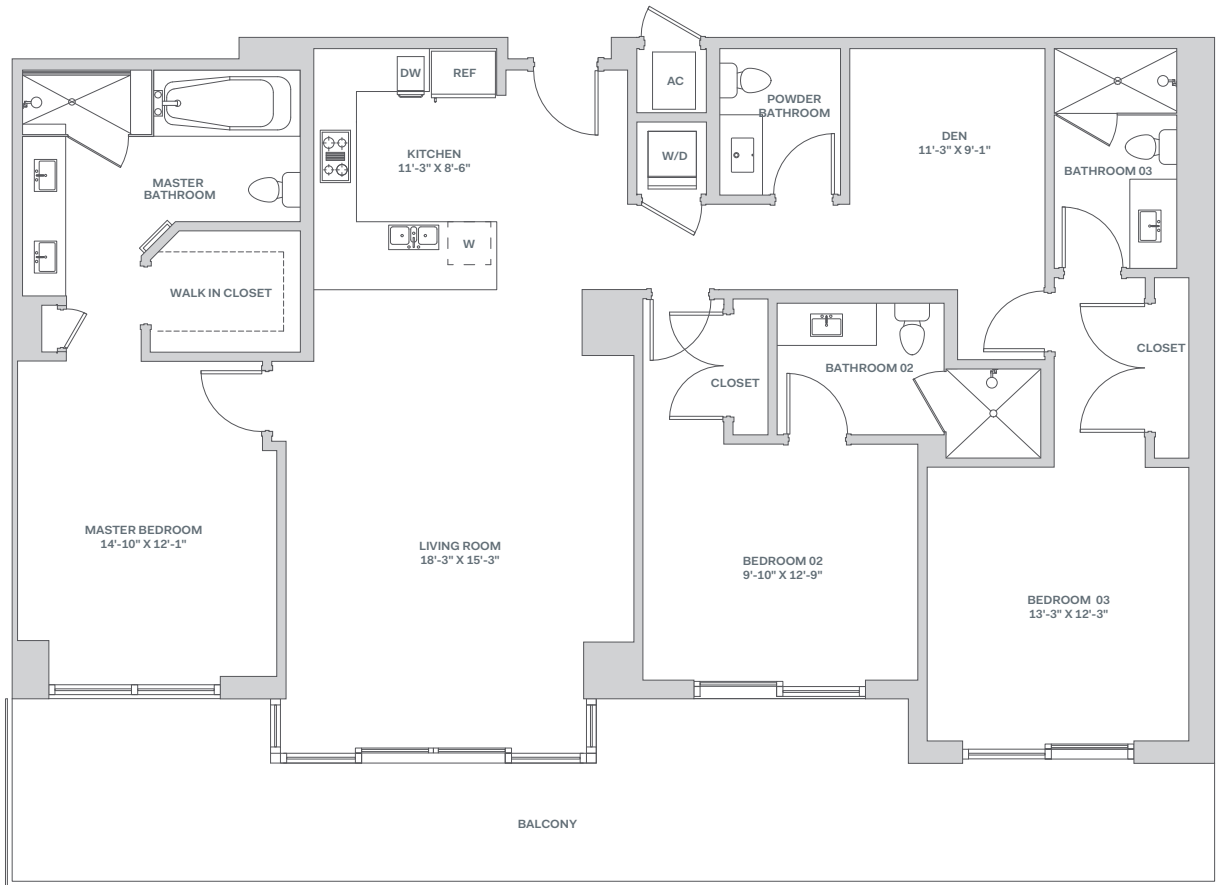 DW
REF
AC
POWDER
BATHROOM
KITCHEN
11'-3" X 8'-6"
W/D
DEN
11'-3" X 9'-1"
BATHROOM 03
MASTER
BATHROOM
W
WALK IN CLOSET
CLOSET
BATHROOM 02
CLOSET
MASTER BEDROOM
14'-10" X 12'-1"
LIVING ROOM
18'-3" X 15'-3"
BEDROOM 02
9'-10" X 12'-9"
BEDROOM 03
13'-3" X 12'-3"
BALCONY